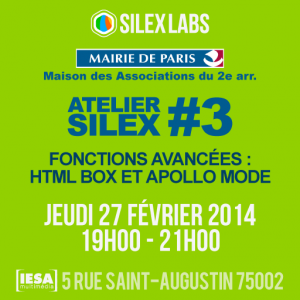 SILEX LABS
MAIRIE DE PARIS
Maison des Associations du 2e arr.
ATELIER
SILEX #3
FONCTIONS AVANCÉES :
HTML BOX ET APOLLO MODE
JEUDI 27 FÉVRIER 2014
19H00 - 21H00
[IESA
multimédia
5 RUE SAINT-AUGUSTIN 75002